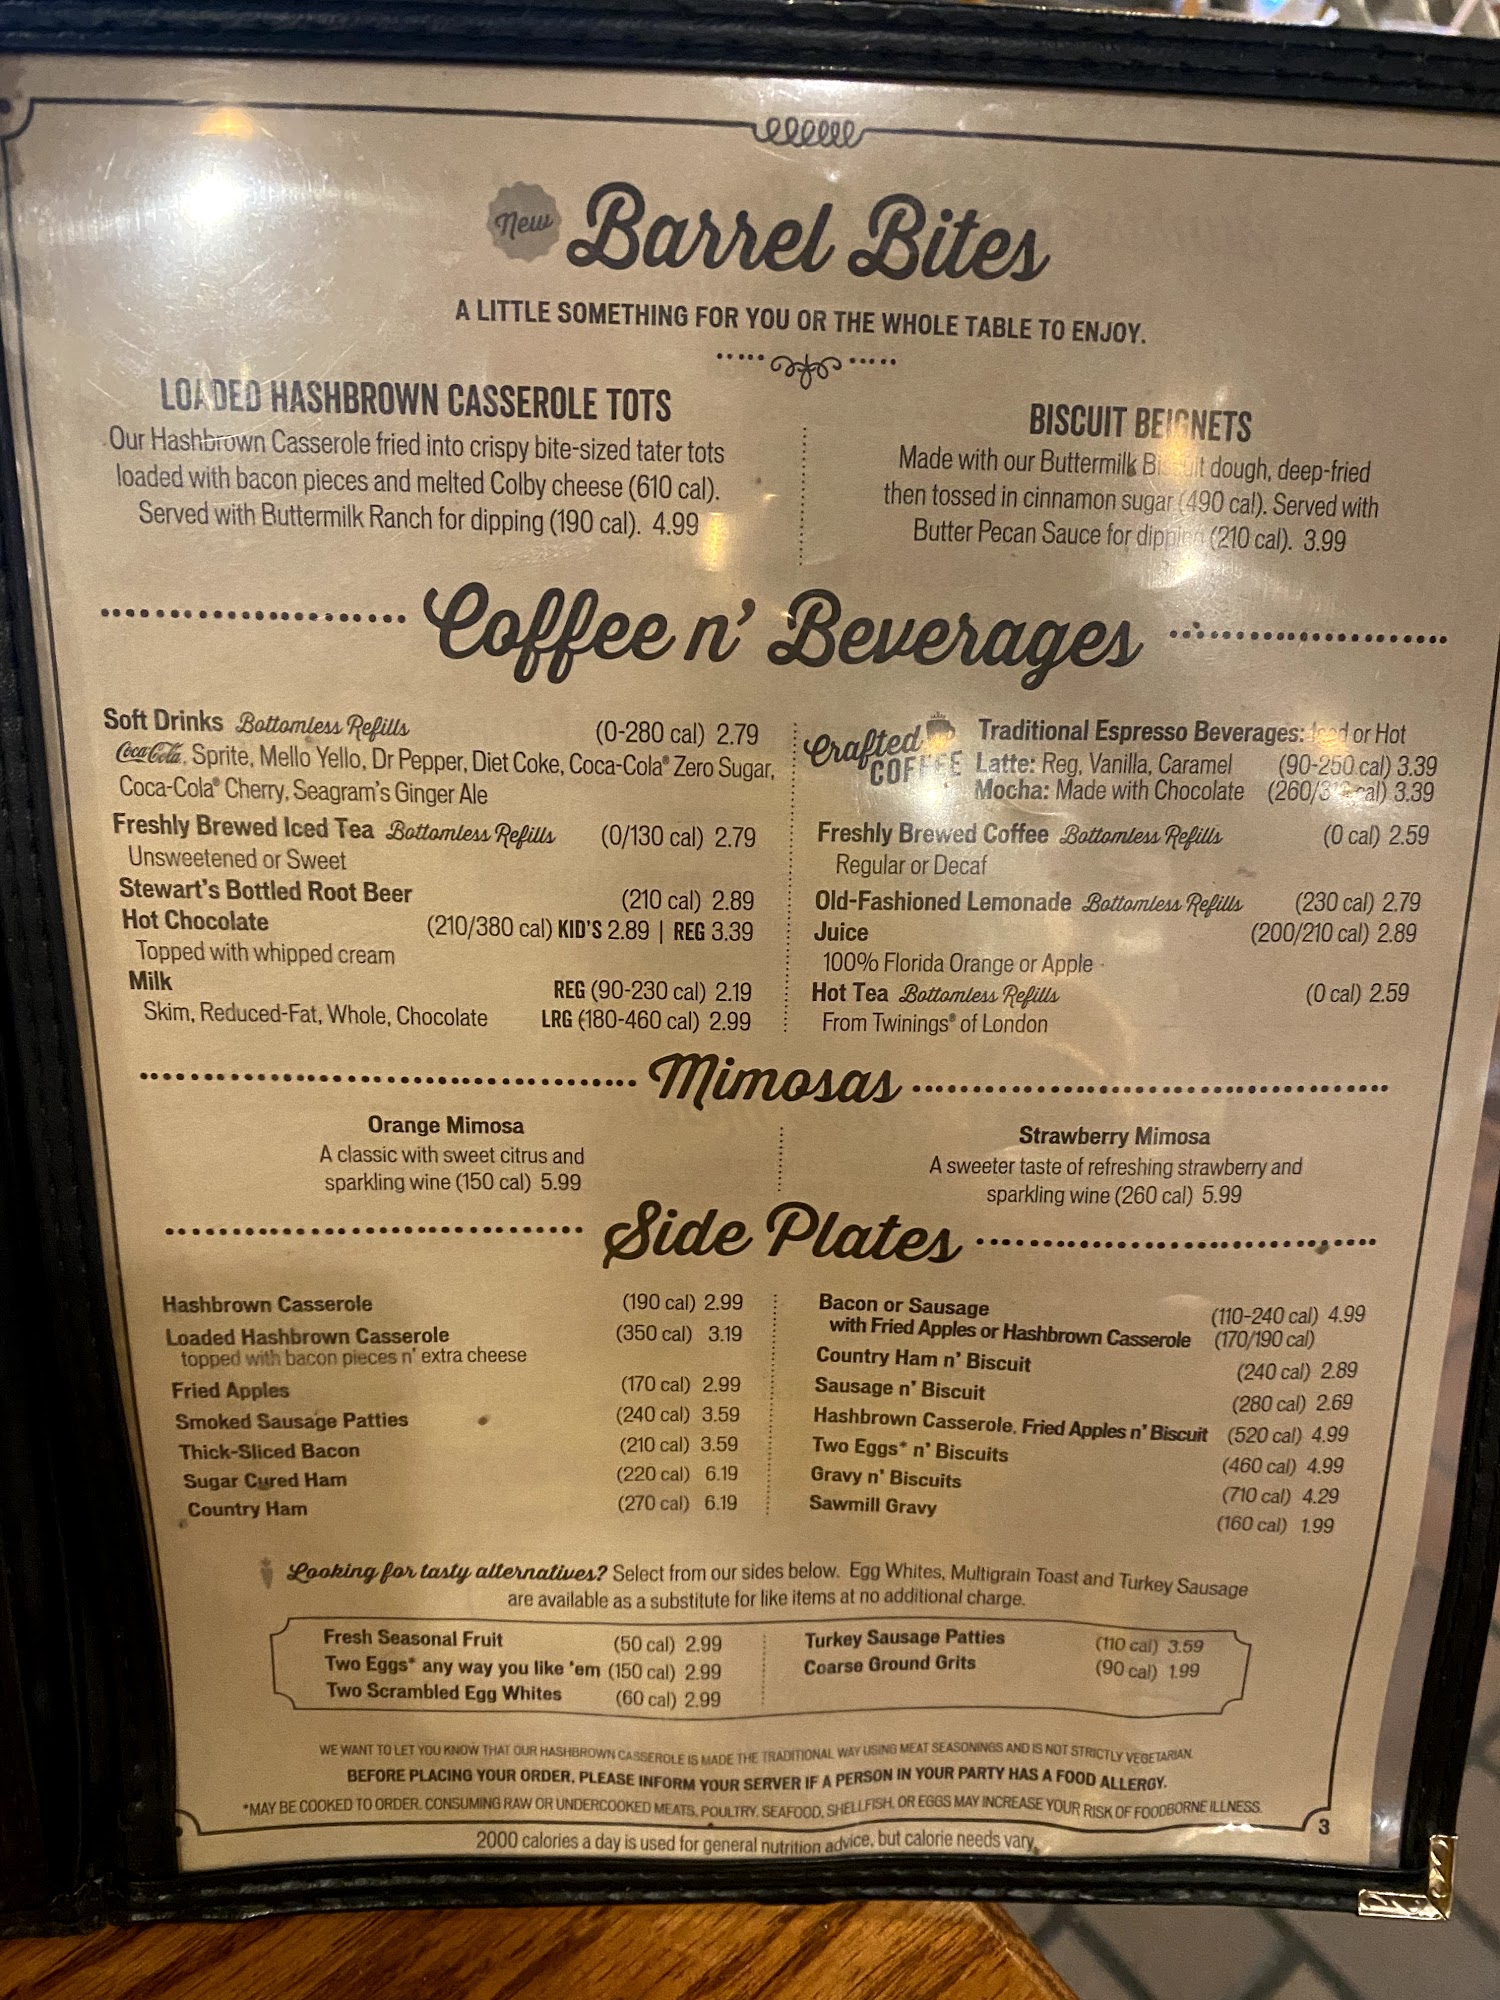 New Barrel Bites
A LITTLE SOMETHING FOR YOU OR THE WHOLE TABLE TO ENJOY.
LOADED HASHBROWN CASSEROLE TOTS
Our Hashbrown Casserole fried into crispy bite-sized tater tots
loaded with bacon pieces and melted Colby cheese (610 cal).
Served with Buttermilk Ranch for dipping (190 cal). 4.99
BISCUIT BEIGNETS
Made with our Buttermilk Biscuit dough, deep-fried
then tossed in cinnamon sugar (490 cal). Served with
Butter Pecan Sauce for dipping (210 cal). 3.99
Coffee n' Beverages
Soft Drinks Bottomless Refills (0-280 cal) 2.79
Coca-Cola, Sprite, Mello Yello, Dr Pepper, Diet Coke, Coca-Cola® Zero Sugar,
Coca-Cola® Cherry, Seagram's Ginger Ale
Freshly Brewed Iced Tea Bottomless Refills (0/130 cal) 2.79
Unsweetened or Sweet
Stewart's Bottled Root Beer (210 cal) 2.89
Hot Chocolate (210/380 cal) KID'S 2.89 | REG 3.39
Topped with whipped cream
Milk REG (90-230 cal) 2.19
Skim, Reduced-Fat, Whole, Chocolate LRG (180-460 cal) 2.99
Crafted COFFEE
Traditional Espresso Beverages: Iced or Hot
Latte: Reg, Vanilla, Caramel (90-250 cal) 3.39
Mocha: Made with Chocolate cal) 3.39
Freshly Brewed Coffee Bottomless Refills (0 cal) 2.59
Regular or Decaf
Old-Fashioned Lemonade Bottomless Refills (230 cal) 2.79
Juice (200/210 cal) 2.89
100% Florida Orange or Apple
Hot Tea Bottomless Refills (0 cal) 2.59
From Twinings® of London
Mimosas
Orange Mimosa
A classic with sweet citrus and
sparkling wine (150 cal) 5.99
Strawberry Mimosa
A sweeter taste of refreshing strawberry and
sparkling wine (260 cal) 5.99
Side Plates
Hashbrown Casserole (190 cal) 2.99
Loaded Hashbrown Casserole (350 cal) 3.19
topped with bacon pieces n' extra cheese
Fried Apples (170 cal) 2.99
Smoked Sausage Patties (240 cal) 3.59
Thick-Sliced Bacon (210 cal) 3.59
Sugar Cured Ham (220 cal) 6.19
Country Ham (270 cal) 6.19
Bacon or Sausage (110-240 cal) 4.99
with Fried Apples or Hashbrown Casserole (170/190 cal)
Country Ham n' Biscuit (240 cal) 2.89
Sausage n' Biscuit (280 cal) 2.69
Hashbrown Casserole, Fried Apples n' Biscuit (520 cal) 4.99
Two Eggs* n' Biscuits (460 cal) 4.99
Gravy n' Biscuits (710 cal) 4.29
Sawmill Gravy (160 cal) 1.99
Looking for tasty alternatives? Select from our sides below. Egg Whites, Multigrain Toast and Turkey Sausage
are available as a substitute for like items at no additional charge.
Fresh Seasonal Fruit (50 cal) 2.99
Two Eggs* any way you like 'em (150 cal) 2.99
Two Scrambled Egg Whites (60 cal) 2.99
Turkey Sausage Patties (110 cal) 3.59
Coarse Ground Grits (90 cal) 1.99
WE WANT TO LET YOU KNOW THAT OUR HASHBROWN CASSEROLE IS MADE THE TRADITIONAL WAY USING MEAT SEASONINGS AND IS NOT STRICTLY VEGETARIAN.
BEFORE PLACING YOUR ORDER, PLEASE INFORM YOUR SERVER IF A PERSON IN YOUR PARTY HAS A FOOD ALLERGY.
*MAY BE COOKED TO ORDER. CONSUMING RAW OR UNDERCOOKED MEATS, POULTRY, SEAFOOD, SHELLFISH, OR EGGS MAY INCREASE YOUR RISK OF FOODBORNE ILLNESS.
3
2000 calories a day is used for general nutrition advice, but calorie needs vary.